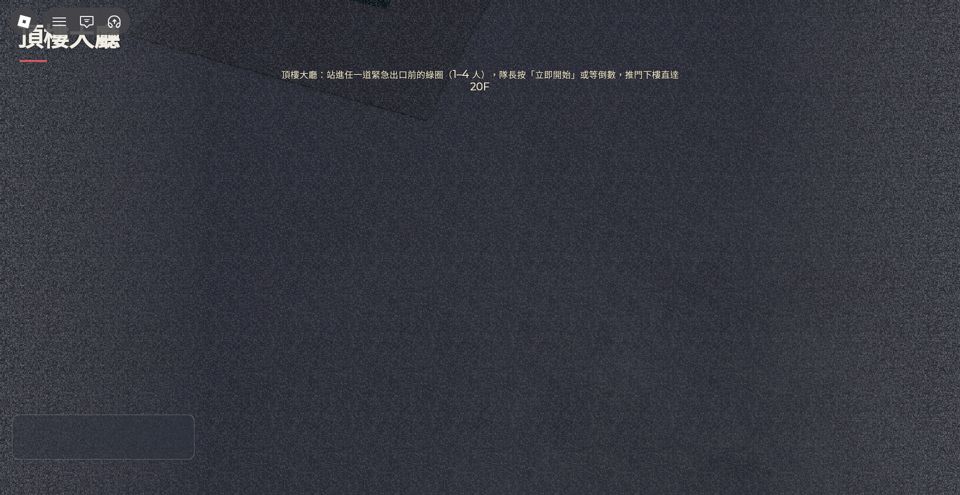 頂樓大廳
頂樓大廳：站進任一道緊急出口前的綠圈（1–4 人），隊長按「立即開始」或等倒數，推門下樓直達
20F